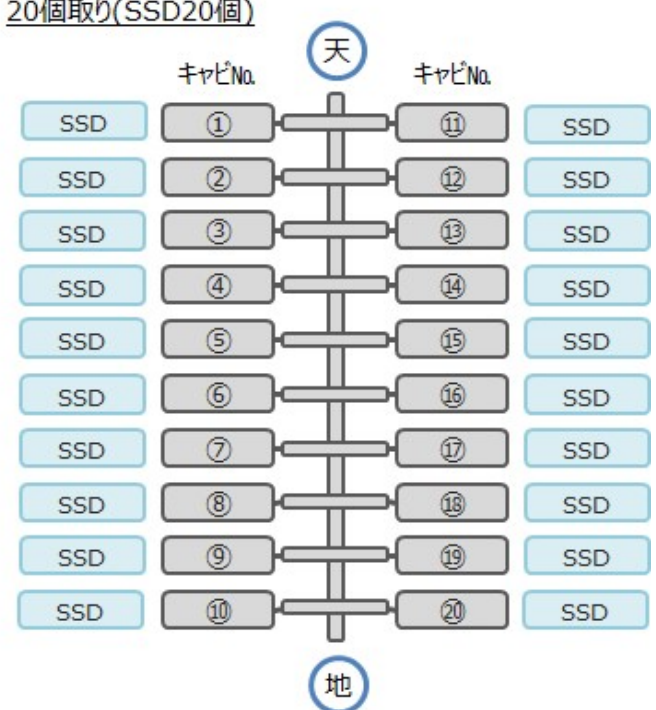 20個取り(SSD20個)
天
キャビNo. キャビNo.
SSD ① ⑪ SSD
SSD ② ⑫ SSD
SSD ③ ⑬ SSD
SSD ④ ⑭ SSD
SSD ⑤ ⑮ SSD
SSD ⑥ ⑯ SSD
SSD ⑦ ⑰ SSD
SSD ⑧ ⑱ SSD
SSD ⑨ ⑲ SSD
SSD ⑩ ⑳ SSD
地